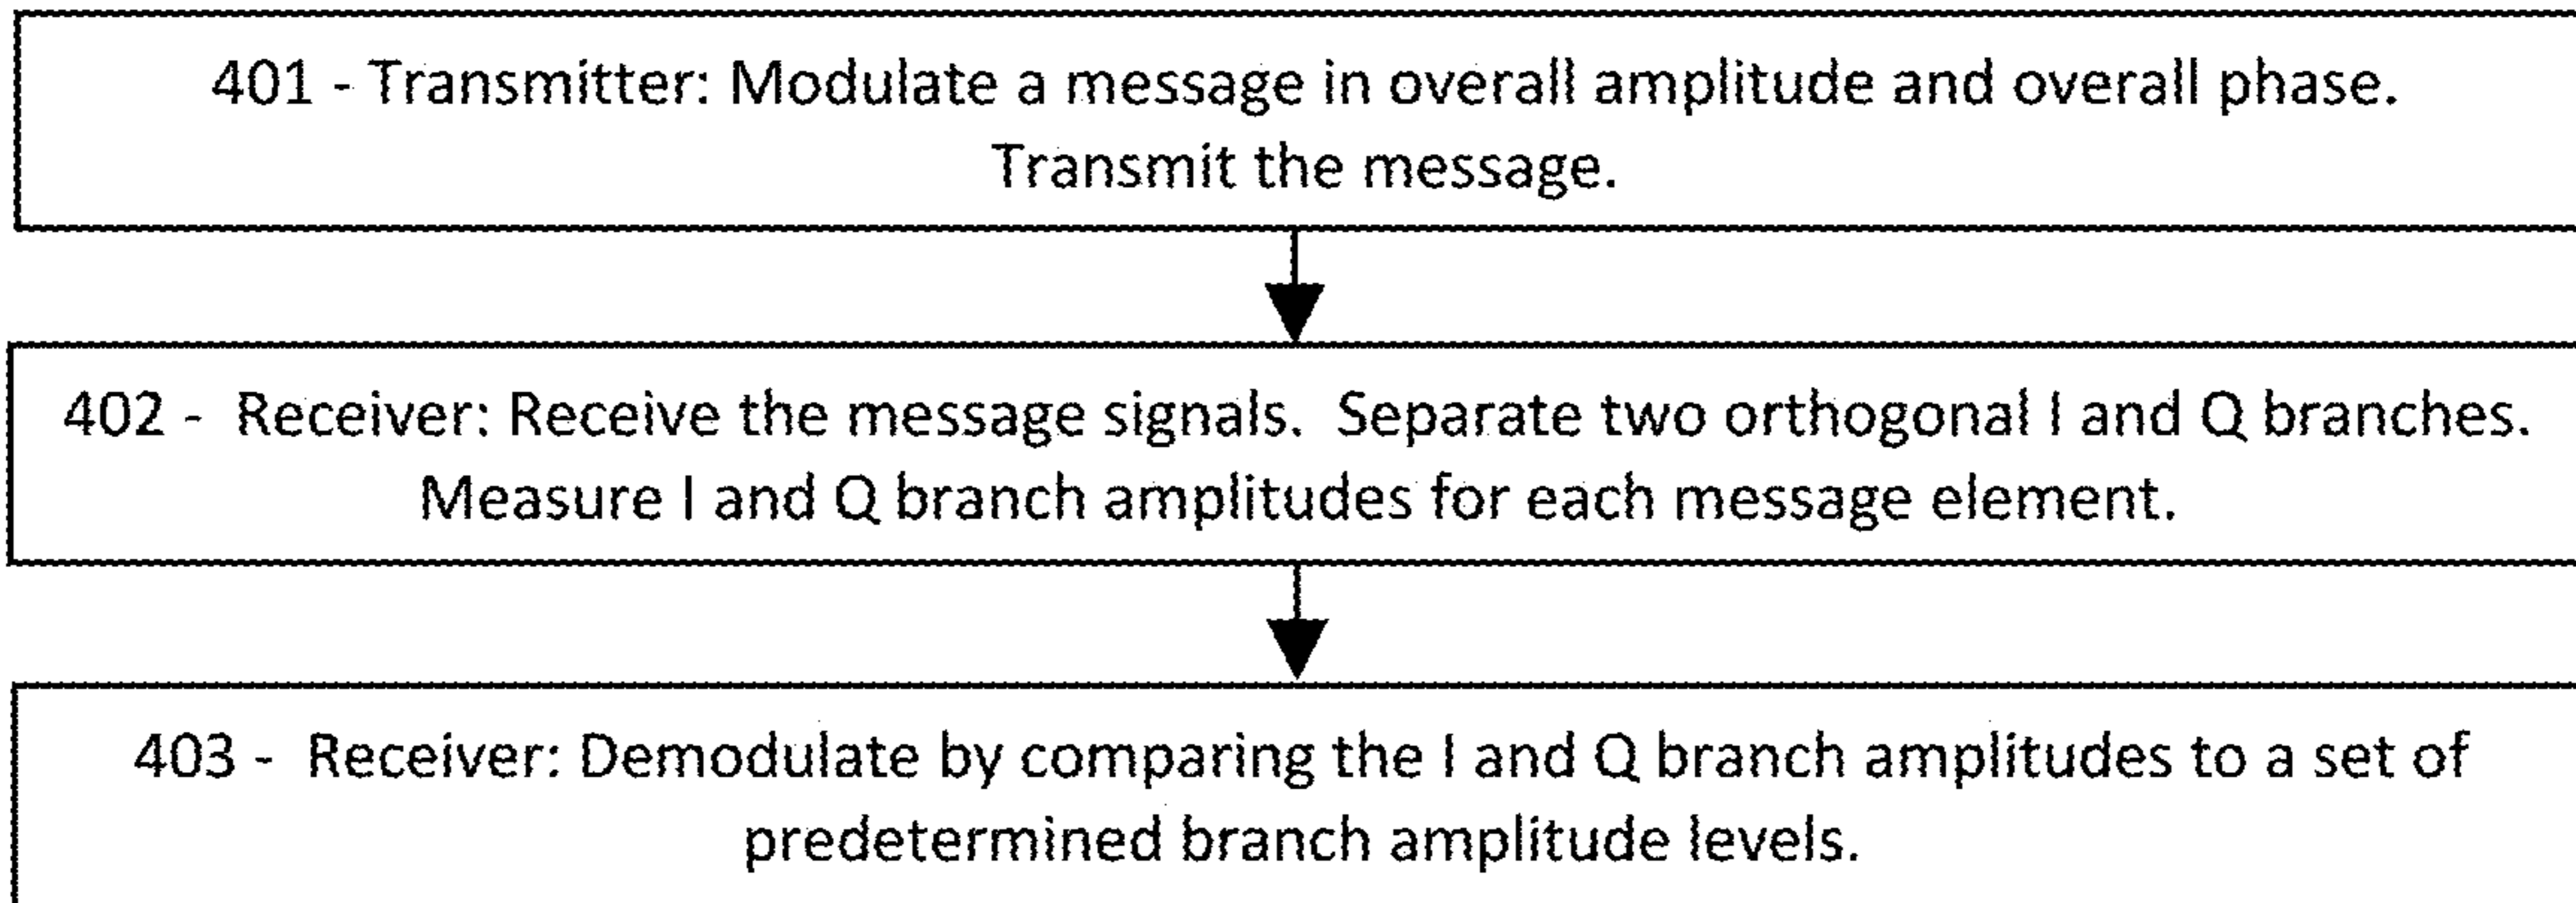 401 - Transmitter: Modulate a message in overall amplitude and overall phase.
Transmit the message.
402 - Receiver: Receive the message signals. Separate two orthogonal I and Q branches.
Measure I and Q branch amplitudes for each message element.
403 - Receiver: Demodulate by comparing the I and Q branch amplitudes to a set of
predetermined branch amplitude levels.